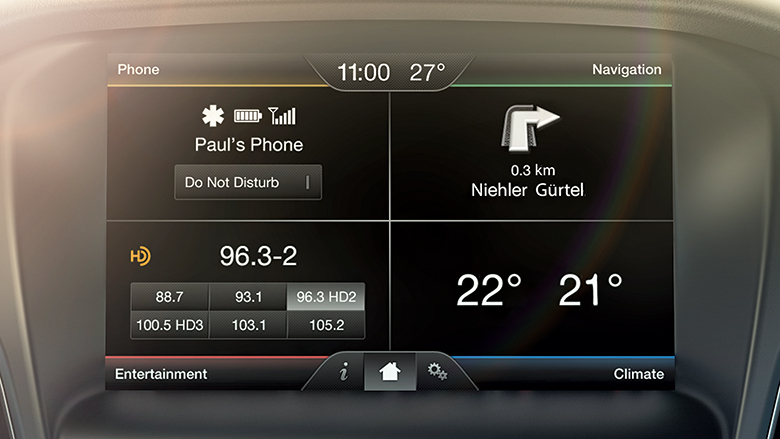 Phone
11:00 27°
Navigation
Paul's Phone
Do Not Disturb
0.3 km
Niehler Gürtel
HD
96.3-2
88.7 93.1 96.3 HD2
100.5 HD3 103.1 105.2
22° 21°
Entertainment
i
Climate